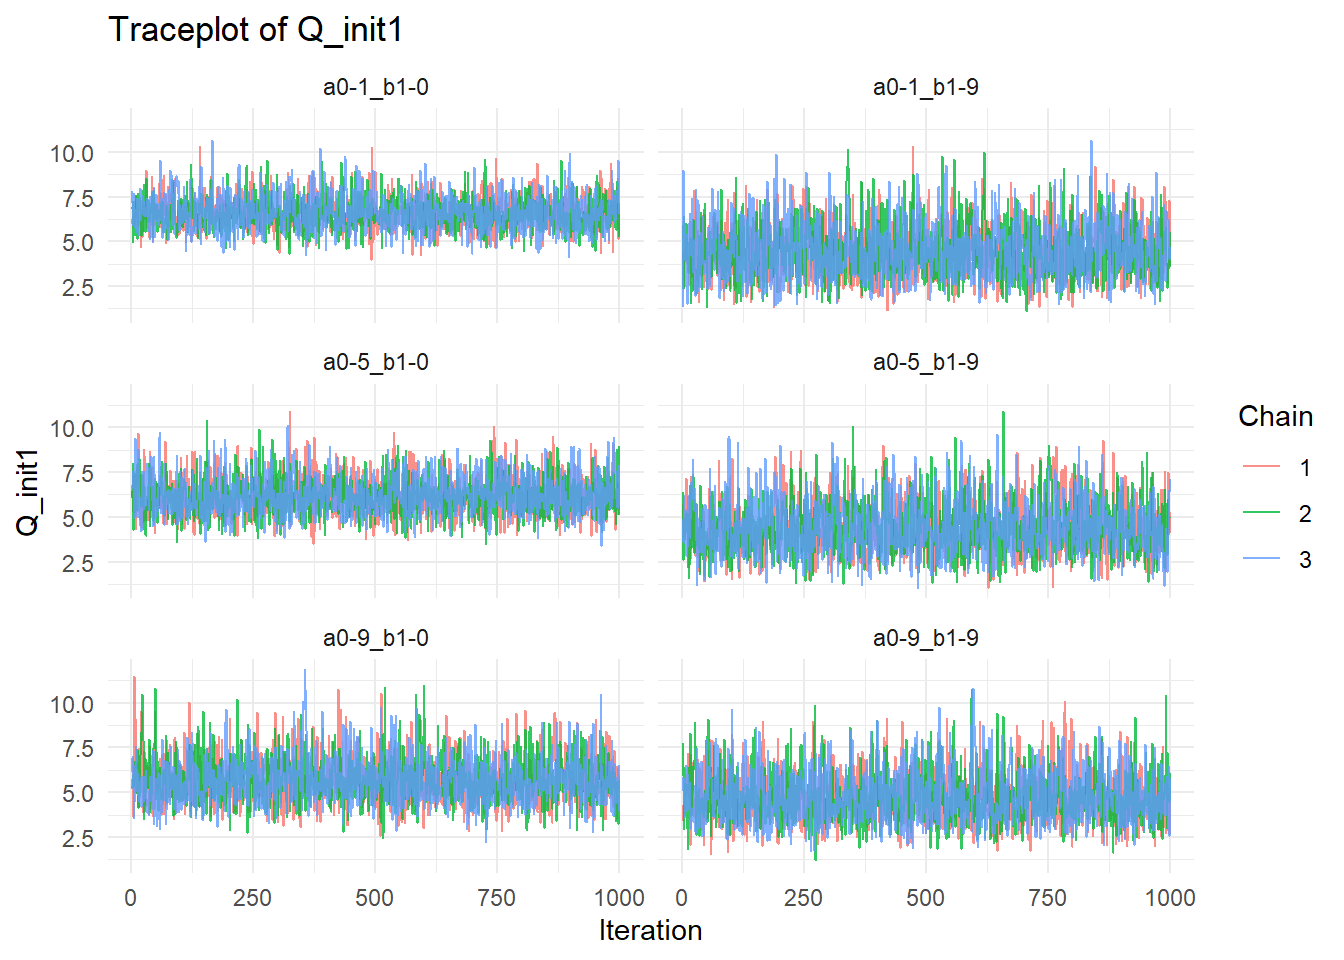 Traceplot of Q_init1
a0-1_b1-0
a0-1_b1-9
10.0
7.5
5.0
2.5
a0-5_b1-0
a0-5_b1-9
10.0
7.5
5.0
2.5
Q_init1
a0-9_b1-0
a0-9_b1-9
10.0
7.5
5.0
2.5
0 250 500 750 1000
0 250 500 750 1000
Iteration
Chain
1
2
3